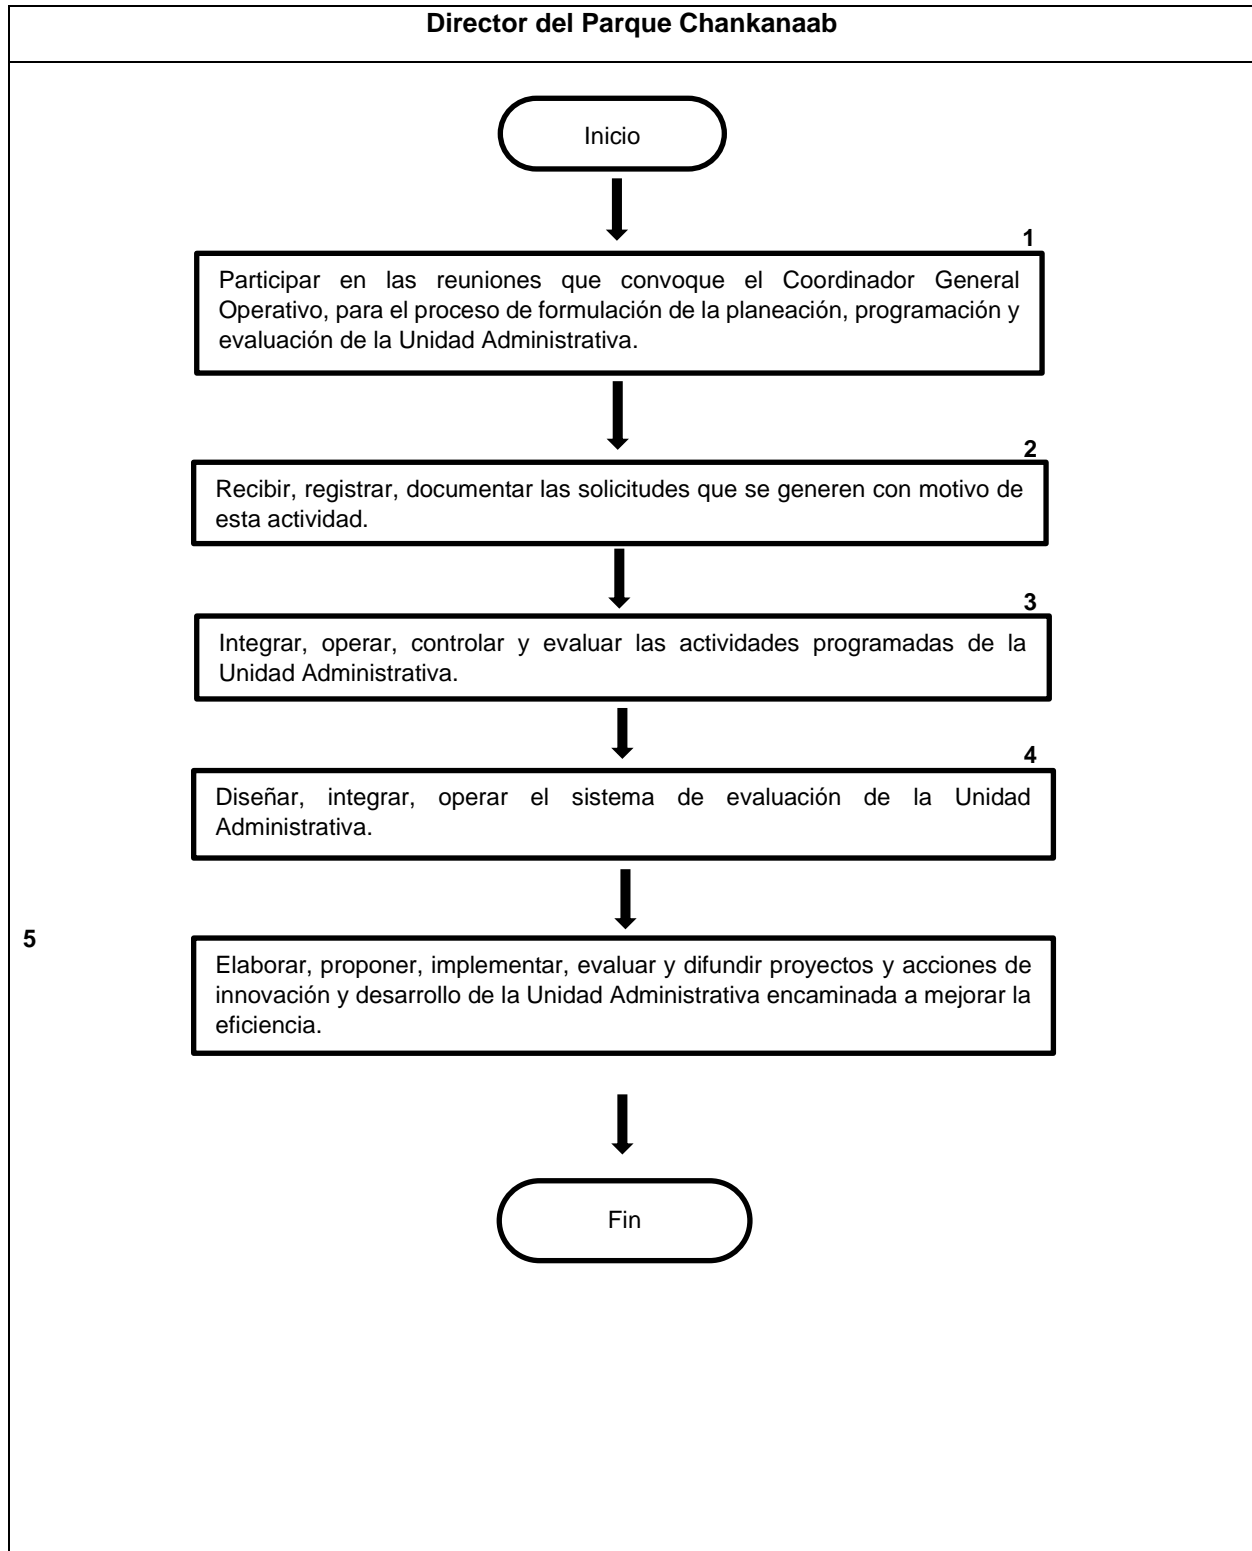 Director del Parque Chankanaab
Inicio
1
Participar en las reuniones que convoque el Coordinador General
Operativo, para el proceso de formulación de la planeación, programación y
evaluación de la Unidad Administrativa.
2
Recibir, registrar, documentar las solicitudes que se generen con motivo de
esta actividad.
3
Integrar, operar, controlar y evaluar las actividades programadas de la
Unidad Administrativa.
4
Diseñar, integrar, operar el sistema de evaluación de la Unidad
Administrativa.
5
Elaborar, proponer, implementar, evaluar y difundir proyectos y acciones de
innovación y desarrollo de la Unidad Administrativa encaminada a mejorar la
eficiencia.
Fin